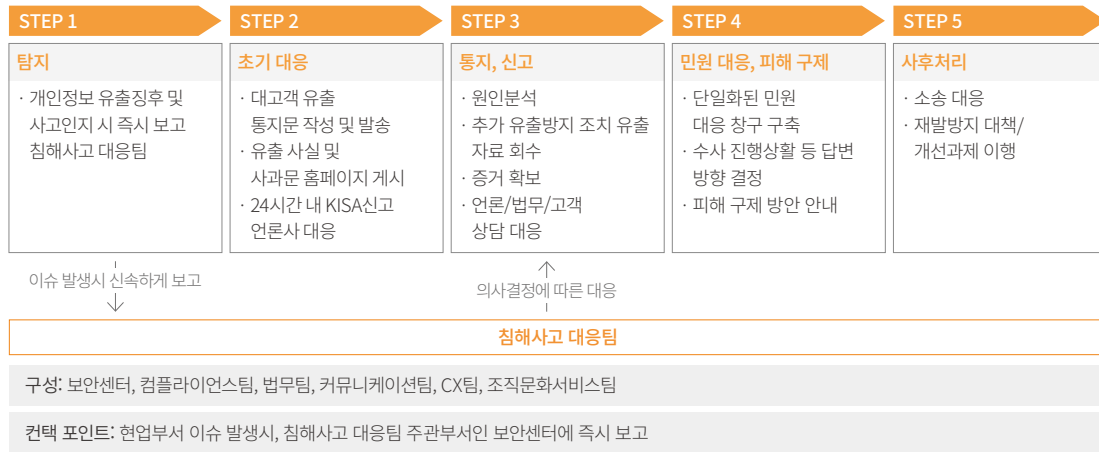 STEP 1
탐지
· 개인정보 유출징후 및
사고인지 시 즉시 보고
침해사고 대응팀
STEP 2
초기 대응
· 대고객 유출
통지문 작성 및 발송
· 유출 사실 및
사과문 홈페이지 게시
· 24시간 내 KISA신고
언론사 대응
STEP 3
통지, 신고
· 원인분석
· 추가 유출방지 조치 유출
자료 회수
· 증거 확보
· 언론/법무/고객
상담 대응
STEP 4
민원 대응, 피해 구제
· 단일화된 민원
대응 창구 구축
· 수사 진행상활 등 답변
방향 결정
· 피해 구제 방안 안내
STEP 5
사후처리
· 소송 대응
· 재발방지 대책/
개선과제 이행
이슈 발생시 신속하게 보고
의사결정에 따른 대응
침해사고 대응팀
구성: 보안센터, 컴플라이언스팀, 법무팀, 커뮤니케이션팀, CX팀, 조직문화서비스팀
컨택 포인트: 현업부서 이슈 발생시, 침해사고 대응팀 주관부서인 보안센터에 즉시 보고